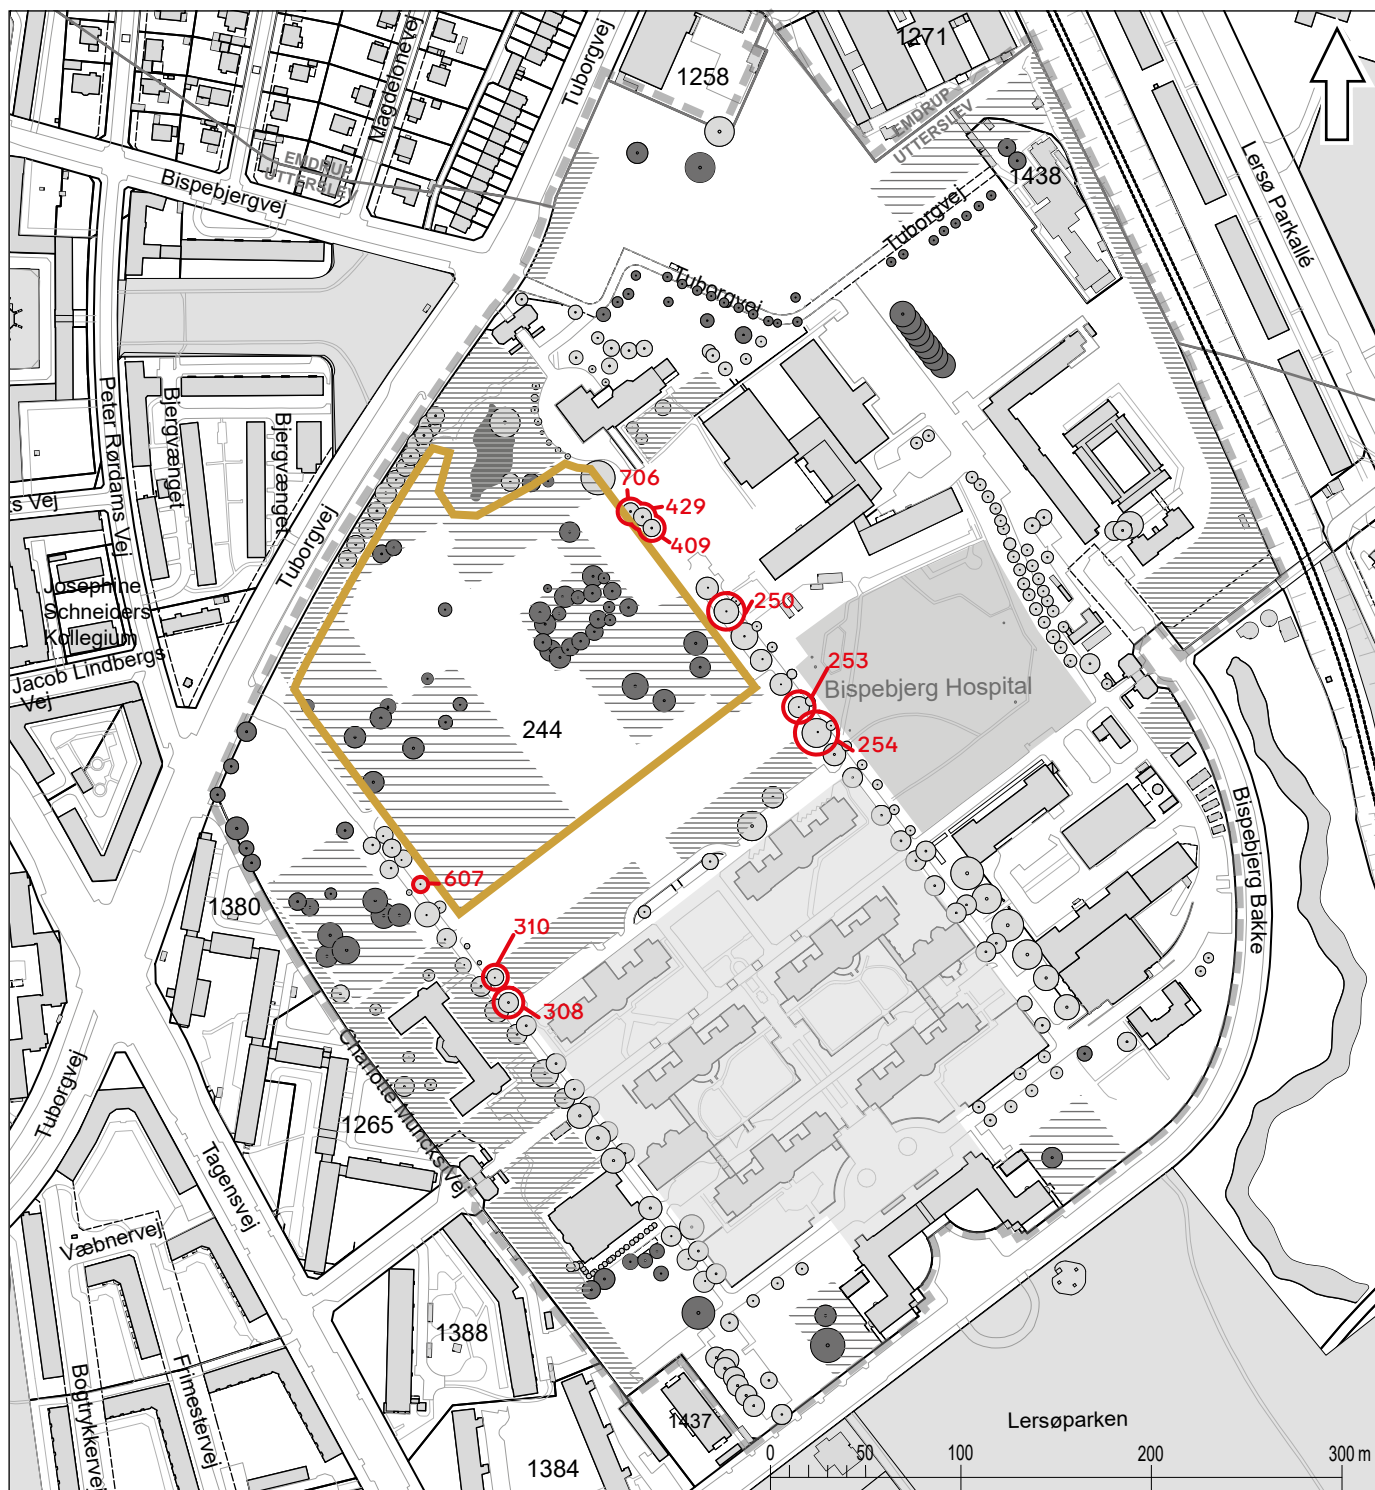 1271
1258
Tuborgvej
Magdelonevej
EMDRUP
UTTERSLEV
EMDRUP
UTTERSLEV
1438
Lersø Parkallé
Bispebjergvej
Tuborgvej
Tuborgvej
Peter Rørdams Vej
Bjergvænget
Bjergvænget
706
429
409
s Vej
Tuborgvej
Josephine
Schneiders
Kollegium
250
Jacob Lindbergs
Vej
253
Bispebjerg Hospital
244
254
Bispebjerg Bakke
607
1380
310
308
Tuborgvej
Charlotte Muncks Vej
1265
Tagensvej
Væbnervej
1388
Bogtrykkervej
Frimestervej
1437
Lersøparken
1384
0 50 100 200 300 m